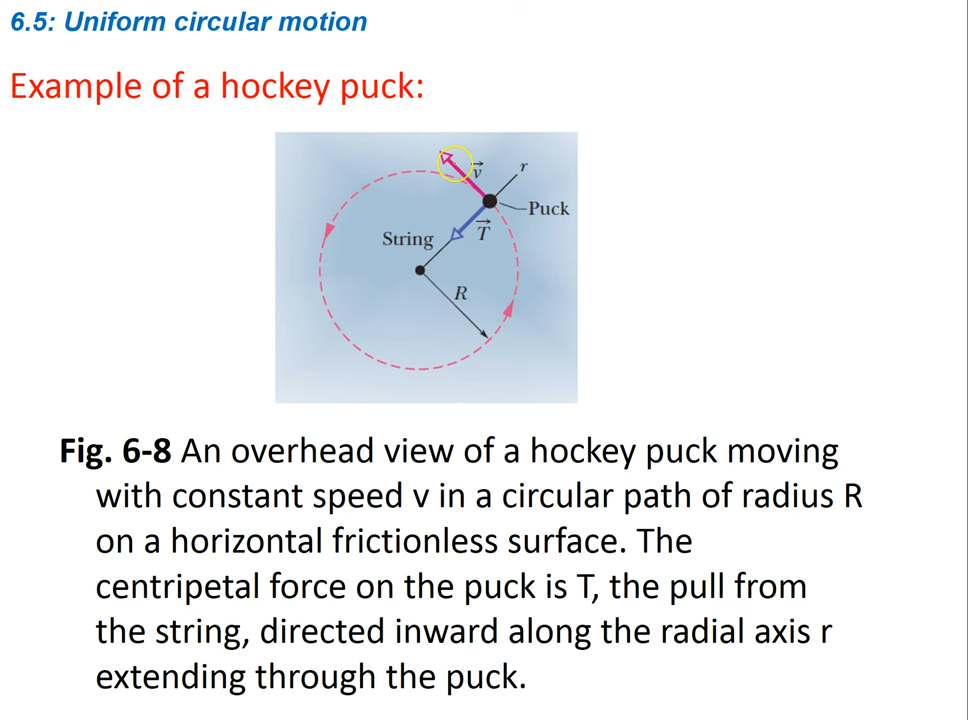 6.5: Uniform circular motion
Example of a hockey puck:
v
r
Puck
String
T
R
Fig. 6-8 An overhead view of a hockey puck moving
with constant speed v in a circular path of radius R
on a horizontal frictionless surface. The
centripetal force on the puck is T, the pull from
the string, directed inward along the radial axis r
extending through the puck.